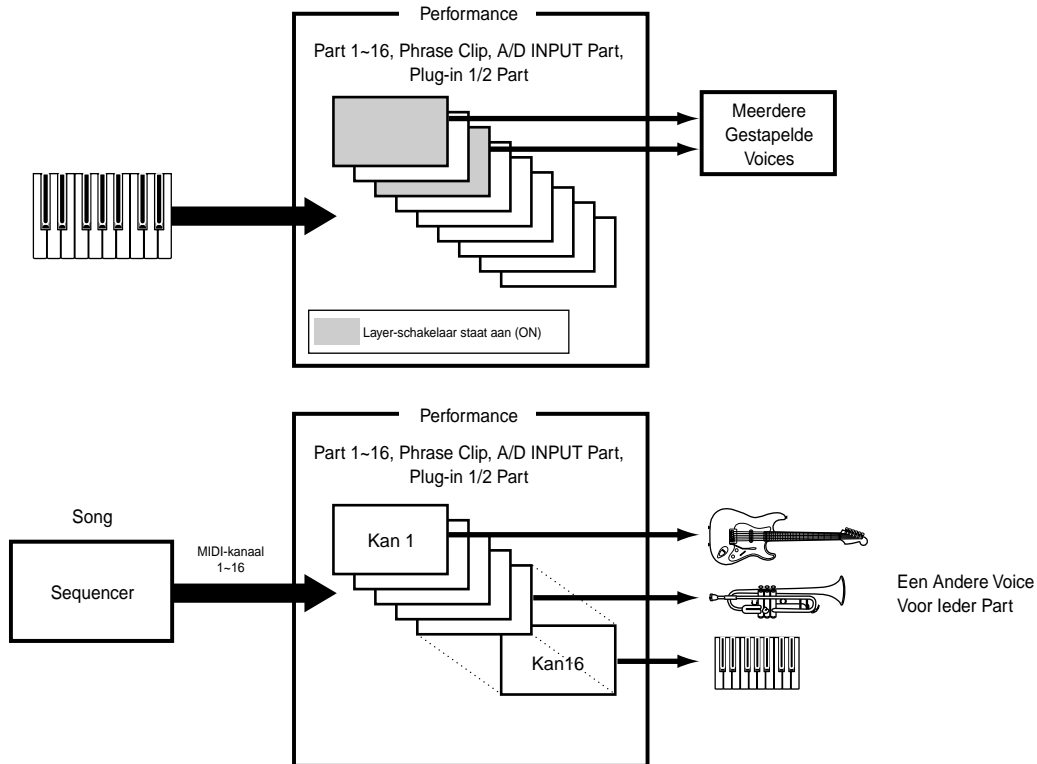 Performance
Part 1~16, Phrase Clip, A/D INPUT Part,
Plug-in 1/2 Part
Meerdere
Gestapelde
Voices
Layer-schakelaar staat aan (ON)
Performance
Part 1~16, Phrase Clip, A/D INPUT Part,
Plug-in 1/2 Part
Song
Sequencer
MIDI-kanaal
1~16
Kan 1
Kan16
Een Andere Voice
Voor Ieder Part